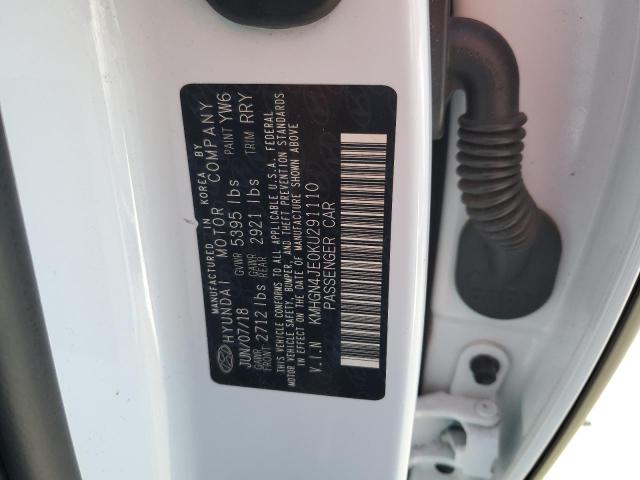 MANUFACTURED IN KOREA BY
HYUNDAI MOTOR COMPANY
JUN/07/18 GVWR 5395 lbs PAINT YW6
GAWR FRONT 2712 lbs GAWR REAR 2921 lbs TRIM RRY
THIS VEHICLE CONFORMS TO ALL APPLICABLE U.S.A. FEDERAL
MOTOR VEHICLE SAFETY, BUMPER, AND THEFT PREVENTION STANDARDS
IN EFFECT ON THE DATE OF MANUFACTURE SHOWN ABOVE.
V.I.N KMHGN4JE0KU291110
PASSENGER CAR